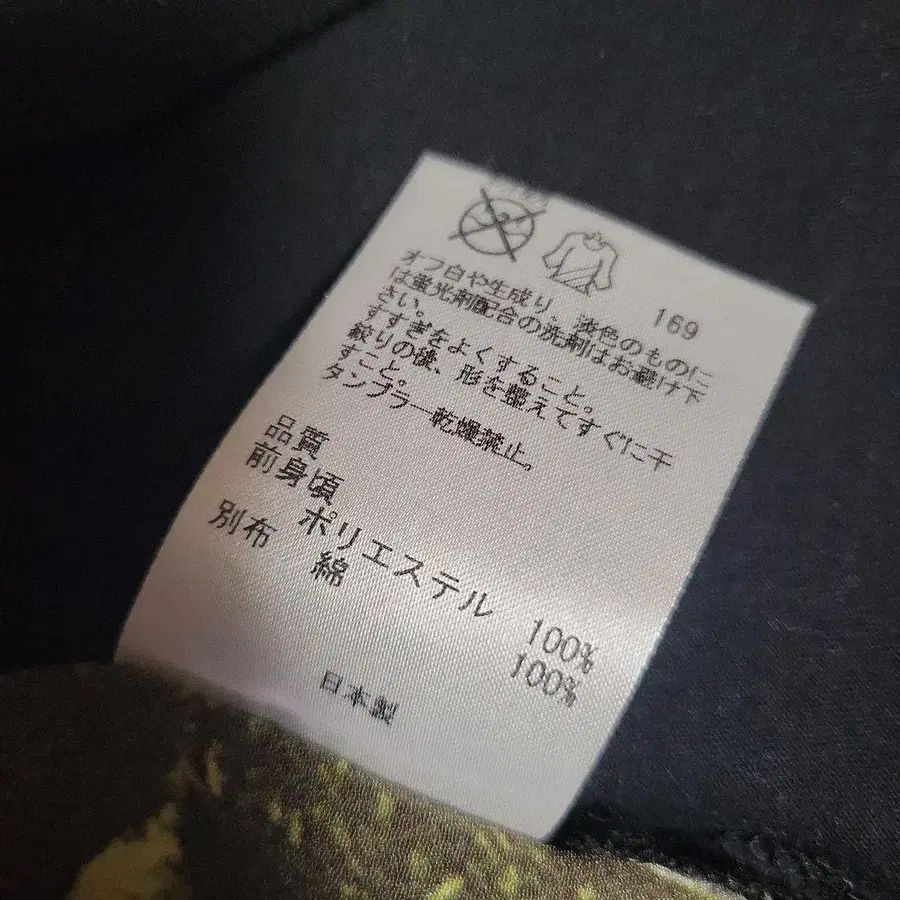 169
オフ白や生成り、淡色のものに
は蛍光剤配合の洗剤はお避け下
さい。
すすぎをよくすること。
絞りの後、形を整えてすぐに干
すこと。
タンブラー乾燥禁止。
品質
前身頃
ポリエステル 100%
別布 綿 100%
日本製